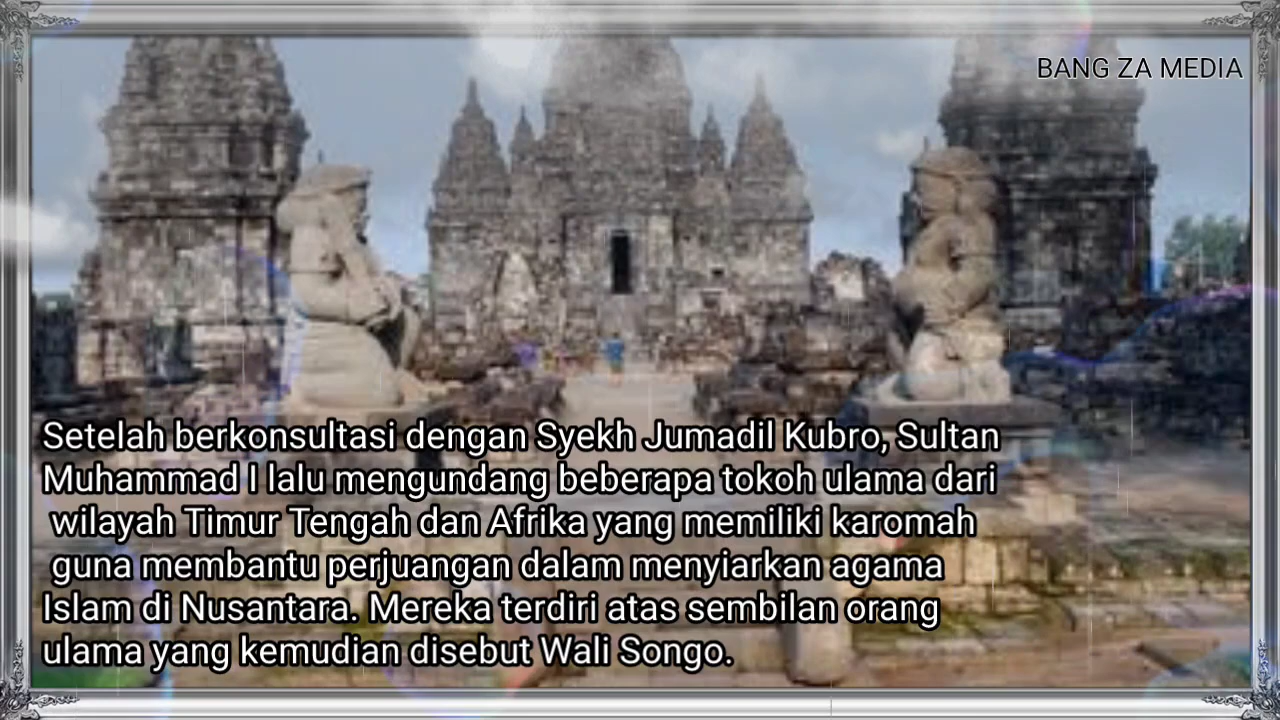 BANG ZA MEDIA
Setelah berkonsultasi dengan Syekh Jumadil Kubro, Sultan
Muhammad I lalu mengundang beberapa tokoh ulama dari
wilayah Timur Tengah dan Afrika yang memiliki karomah
guna membantu perjuangan dalam menyiarkan agama
Islam di Nusantara. Mereka terdiri atas sembilan orang
ulama yang kemudian disebut Wali Songo.